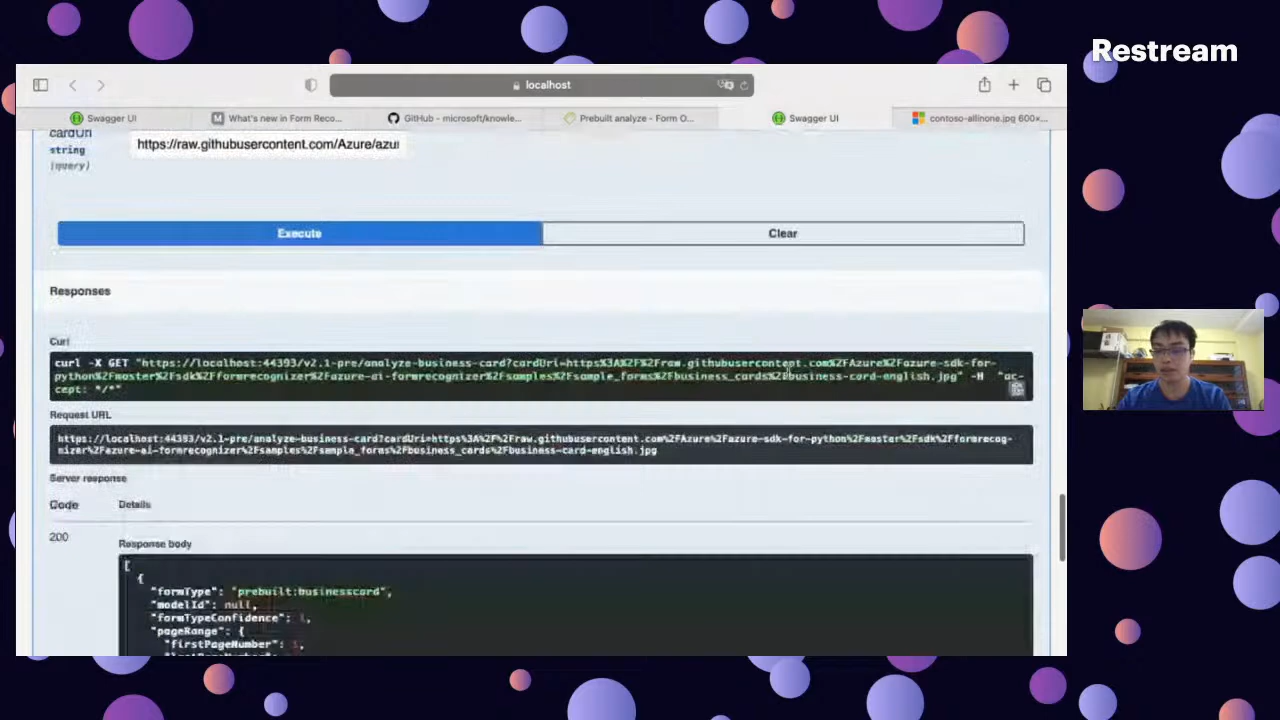 Restream
localhost
Swagger UI
What's new in Form Reco...
GitHub - microsoft/knowle...
Prebuilt analyze - Form O...
Swagger UI
contoso-allinone.jpg 600×...
cardUri
string
(query)
https://raw.githubusercontent.com/Azure/azu
Execute
Clear
Responses
Curl
curl -X GET "https://localhost:44393/v2.1-pre/analyze-business-card?cardUri=https%3A%2F%2Fraw.githubusercontent.com%2FAzure%2Fazure-sdk-for-
python%2Fmaster%2Fsdk%2Fformrecognizer%2Fazure-ai-formrecognizer%2Fsamples%2Fsample_forms%2Fbusiness_cards%2Fbusiness-card-english.jpg" -H "ac-
cept: */*"
Request URL
https://localhost:44393/v2.1-pre/analyze-business-card?cardUri=https%3A%2F%2Fraw.githubusercontent.com%2FAzure%2Fazure-sdk-for-python%2Fmaster%2Fsdk%2Fformrecog-
nizer%2Fazure-ai-formrecognizer%2Fsamples%2Fsample_forms%2Fbusiness_cards%2Fbusiness-card-english.jpg
Server response
Code
Details
200
Response body
[
{
"formType": "prebuilt:businesscard",
"modelId": null,
"formTypeConfidence": 1,
"pageRange": {
"firstPageNumber": 1,